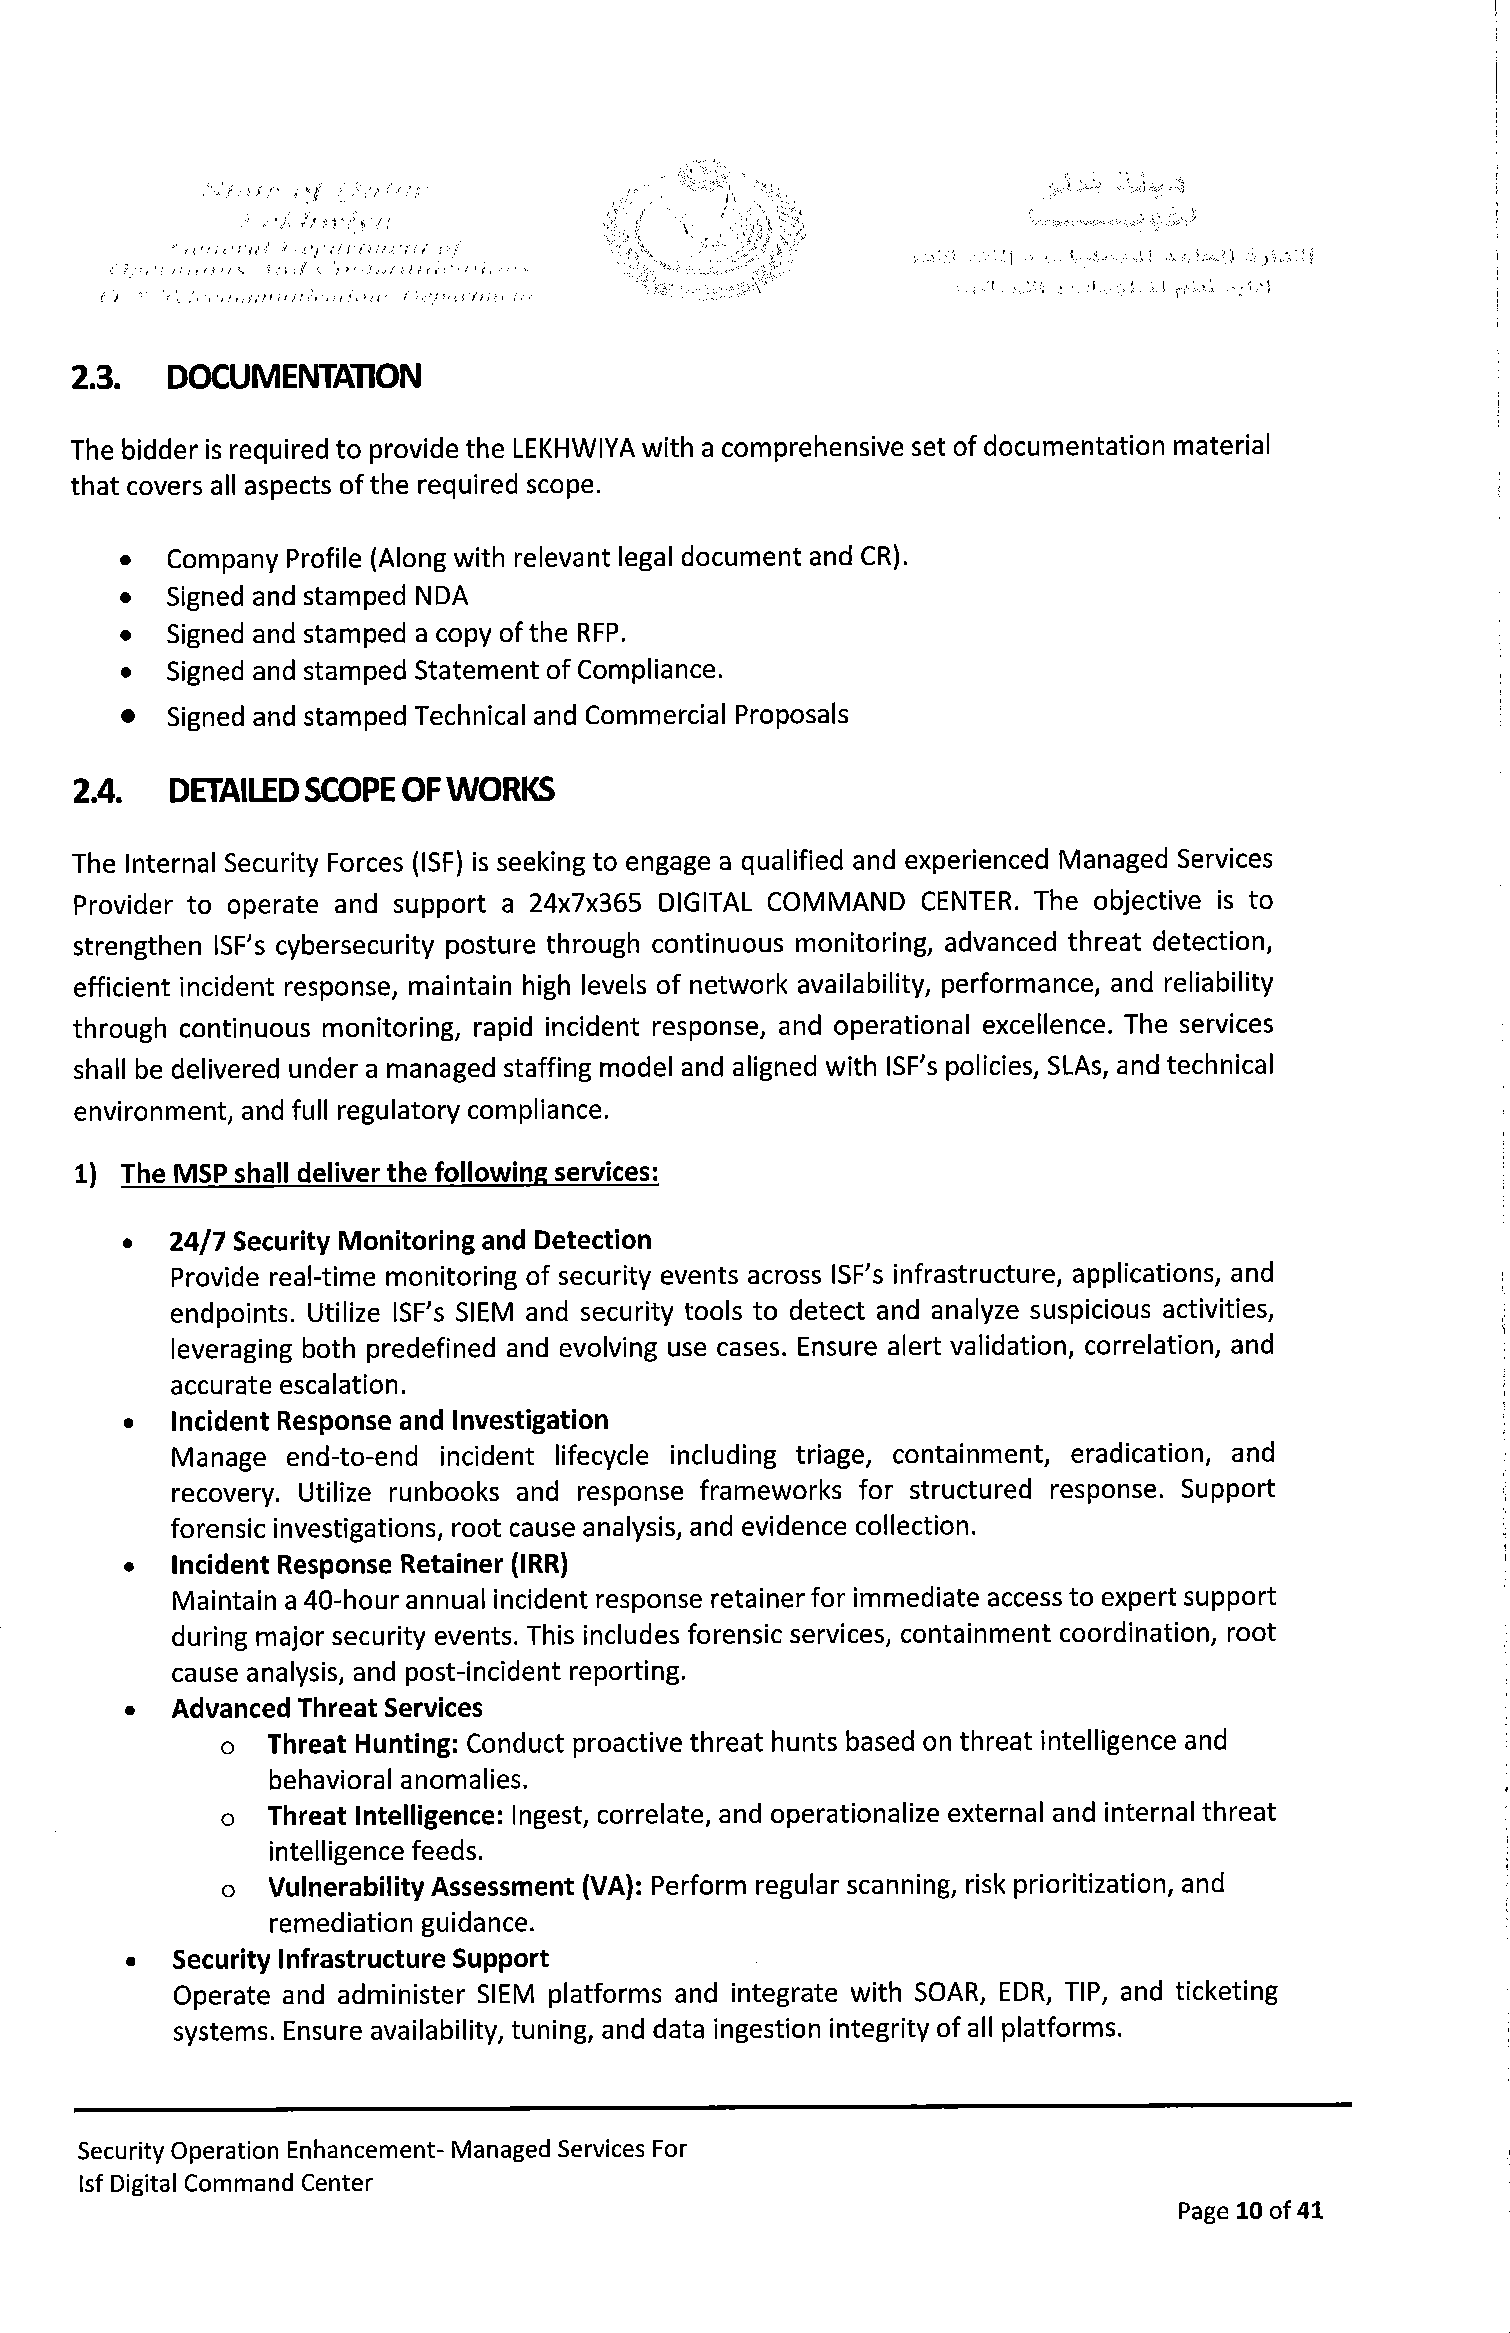 State of Qatar
2.3. DOCUMENTATION
The bidder is required to provide the LEKHWIYA with a comprehensive set of documentation material
that covers all aspects of the required scope.
• Company Profile (Along with relevant legal document and CR).
• Signed and stamped NDA
• Signed and stamped a copy of the RFP.
• Signed and stamped Statement of Compliance.
• Signed and stamped Technical and Commercial Proposals
2.4. DETAILED SCOPE OF WORKS
The Internal Security Forces (ISF) is seeking to engage a qualified and experienced Managed Services
Provider to operate and support a 24x7x365 DIGITAL COMMAND CENTER. The objective is to
strengthen ISF's cybersecurity posture through continuous monitoring, advanced threat detection,
efficient incident response, maintain high levels of network availability, performance, and reliability
through continuous monitoring, rapid incident response, and operational excellence. The services
shall be delivered under a managed staffing model and aligned with ISF's policies, SLAs, and technical
environment, and full regulatory compliance.
1) The MSP shall deliver the following services:
• 24/7 Security Monitoring and Detection
Provide real-time monitoring of security events across ISF's infrastructure, applications, and
endpoints. Utilize ISF's SIEM and security tools to detect and analyze suspicious activities,
leveraging both predefined and evolving use cases. Ensure alert validation, correlation, and
accurate escalation.
• Incident Response and Investigation
Manage end-to-end incident lifecycle including triage, containment, eradication, and
recovery. Utilize runbooks and response frameworks for structured response. Support
forensic investigations, root cause analysis, and evidence collection.
• Incident Response Retainer (IRR)
Maintain a 40-hour annual incident response retainer for immediate access to expert support
during major security events. This includes forensic services, containment coordination, root
cause analysis, and post-incident reporting.
• Advanced Threat Services
o Threat Hunting: Conduct proactive threat hunts based on threat intelligence and
behavioral anomalies.
o Threat Intelligence: Ingest, correlate, and operationalize external and internal threat
intelligence feeds.
o Vulnerability Assessment (VA): Perform regular scanning, risk prioritization, and
remediation guidance.
• Security Infrastructure Support
Operate and administer SIEM platforms and integrate with SOAR, EDR, TIP, and ticketing
systems. Ensure availability, tuning, and data ingestion integrity of all platforms.
Security Operation Enhancement- Managed Services For
Isf Digital Command Center
Page 10 of 41